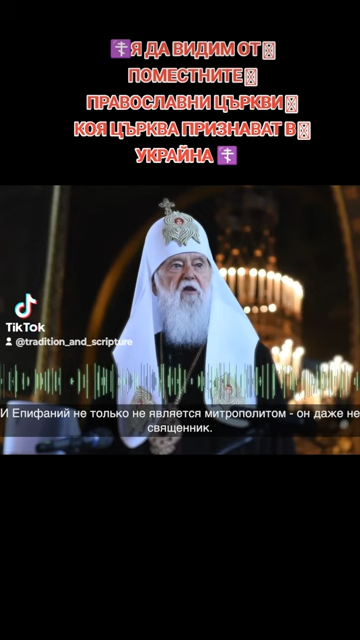 ☦Я ДА ВИДИМ ОТ
ПОМЕСТНИТЕ
ПРАВОСЛАВНИ ЦЪРКВИ
КОЯ ЦЪРКВА ПРИЗНАВАТ В
УКРАЙНА ☦
TikTok
@tradition_and_scripture
И Епифаний не только не является митрополитом - он даже не
священник.